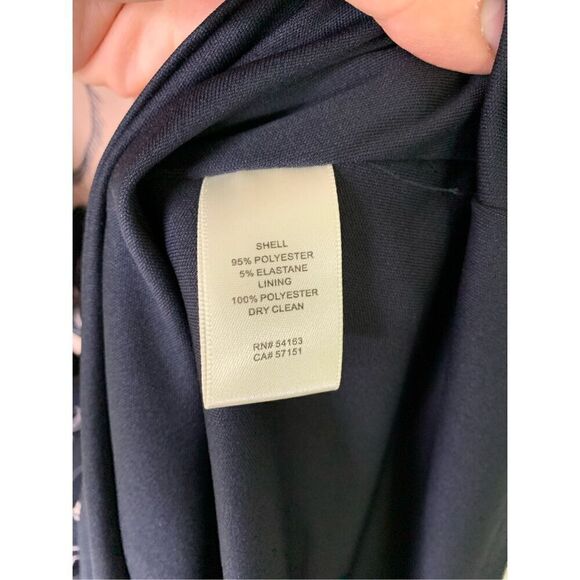 SHELL
95% POLYESTER
5% ELASTANE
LINING
100% POLYESTER
DRY CLEAN
RN# 54163
CA# 57151